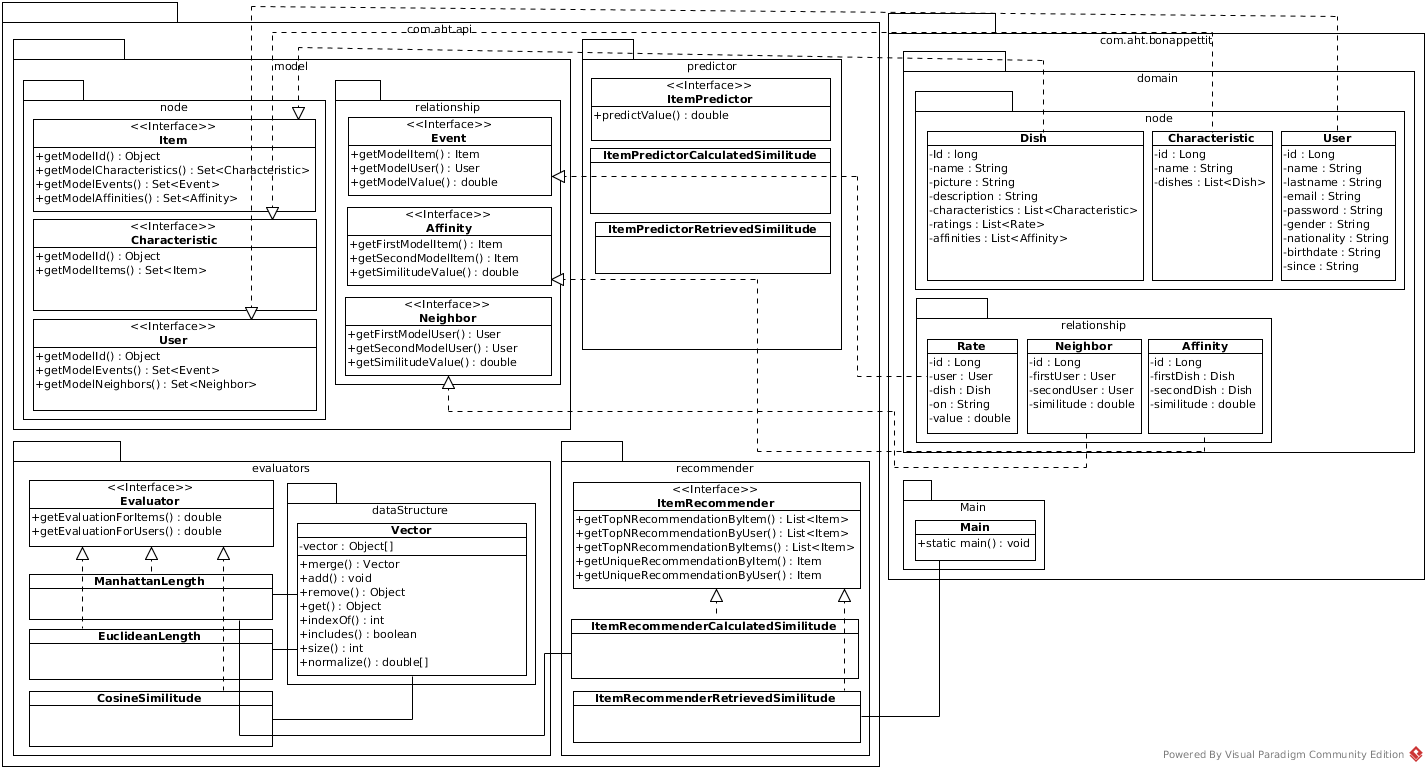 com.aht.api
model
node
<<Interface>>
Item
+getModelId() : Object
+getModelCharacteristics() : Set<Characteristic>
+getModelEvents() : Set<Event>
+getModelAffinities() : Set<Affinity>
<<Interface>>
Characteristic
+getModelId() : Object
+getModelItems() : Set<Item>
<<Interface>>
User
+getModelId() : Object
+getModelEvents() : Set<Event>
+getModelNeighbors() : Set<Neighbor>
relationship
<<Interface>>
Event
+getModelItem() : Item
+getModelUser() : User
+getModelValue() : double
<<Interface>>
Affinity
+getFirstModelItem() : Item
+getSecondModelItem() : Item
+getSimilitudeValue() : double
<<Interface>>
Neighbor
+getFirstModelUser() : User
+getSecondModelUser() : User
+getSimilitudeValue() : double
predictor
<<Interface>>
ItemPredictor
+predictValue() : double
ItemPredictorCalculatedSimilitude
ItemPredictorRetrievedSimilitude
evaluators
<<Interface>>
Evaluator
+getEvaluationForItems() : double
+getEvaluationForUsers() : double
ManhattanLength
EuclideanLength
CosineSimilitude
dataStructure
Vector
-vector : Object[]
+merge() : Vector
+add() : void
+remove() : Object
+get() : Object
+indexOf() : int
+includes() : boolean
+size() : int
+normalize() : double[]
recommender
<<Interface>>
ItemRecommender
+getTopNRecommendationByItem() : List<Item>
+getTopNRecommendationByUser() : List<Item>
+getTopNRecommendationByItems() : List<Item>
+getUniqueRecommendationByItem() : Item
+getUniqueRecommendationByUser() : Item
ItemRecommenderCalculatedSimilitude
ItemRecommenderRetrievedSimilitude
com.aht.bonappettit
domain
node
Dish
-Id : long
-name : String
-picture : String
-description : String
-characteristics : List<Characteristic>
-ratings : List<Rate>
-affinities : List<Affinity>
Characteristic
-id : Long
-name : String
-dishes : List<Dish>
User
-id : Long
-name : String
-lastname : String
-email : String
-password : String
-gender : String
-nationality : String
-birthdate : String
-since : String
relationship
Rate
-id : Long
-user : User
-dish : Dish
-on : String
-value : double
Neighbor
-id : Long
-firstUser : User
-secondUser : User
-similitude : double
Affinity
-id : Long
-firstDish : Dish
-secondDish : Dish
-similitude : double
Main
Main
+static main() : void
Powered By Visual Paradigm Community Edition